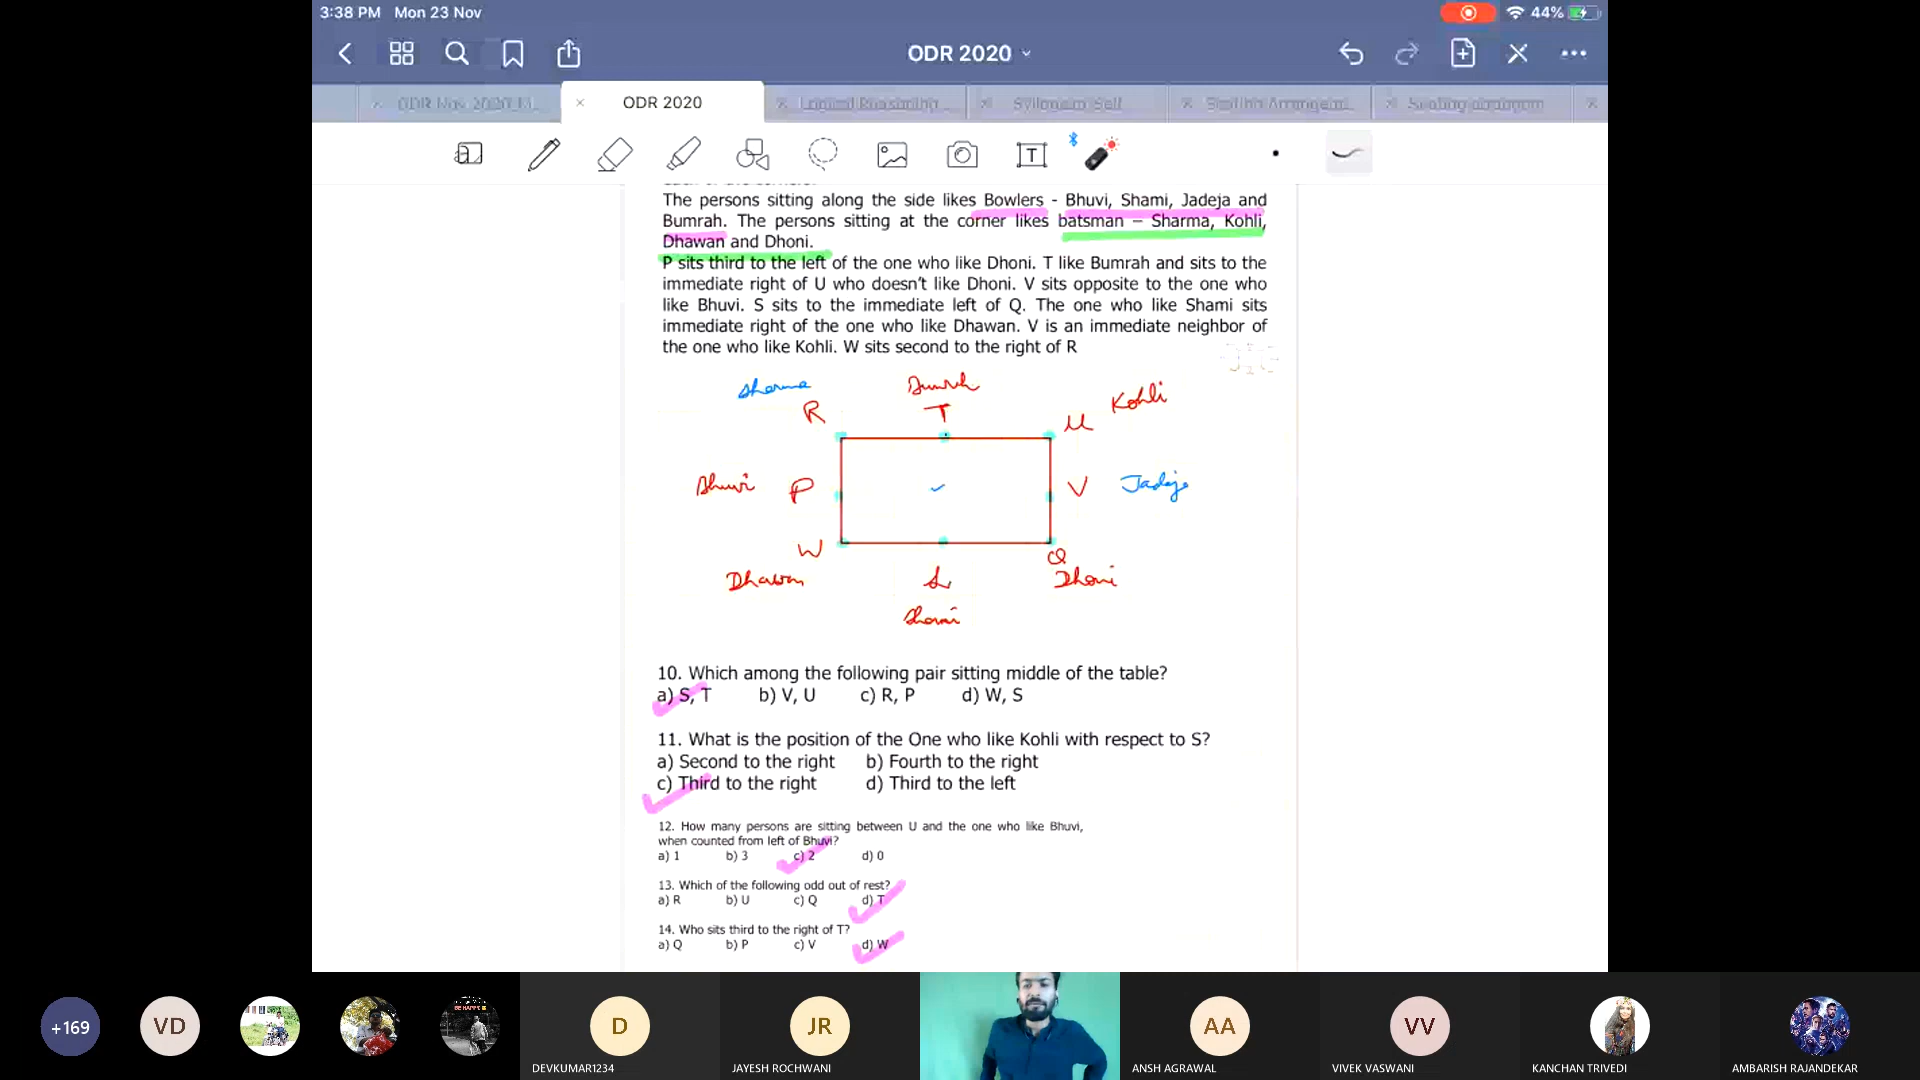 3:38 PM Mon 23 Nov
44%
ODR 2020
ODR 2020
The persons sitting along the side likes Bowlers - Bhuvi, Shami, Jadeja and
Bumrah. The persons sitting at the corner likes batsman – Sharma, Kohli,
Dhawan and Dhoni.
P sits third to the left of the one who like Dhoni. T like Bumrah and sits to the
immediate right of U who doesn't like Dhoni. V sits opposite to the one who
like Bhuvi. S sits to the immediate left of Q. The one who like Shami sits
immediate right of the one who like Dhawan. V is an immediate neighbor of
the one who like Kohli. W sits second to the right of R
Sharma Bumrah Kohli
R T U
Bhuvi P V Jadeja
W Q
Dhawan S Dhoni
Shami
10. Which among the following pair sitting middle of the table?
a) S, T b) V, U c) R, P d) W, S
11. What is the position of the One who like Kohli with respect to S?
a) Second to the right b) Fourth to the right
c) Third to the right d) Third to the left
12. How many persons are sitting between U and the one who like Bhuvi,
when counted from left of Bhuvi?
a) 1 b) 3 c) 2 d) 0
13. Which of the following odd out of rest?
a) R b) U c) Q d) T
14. Who sits third to the right of T?
a) Q b) P c) V d) W
+169 VD D JR AA VV
DEVKUMAR1234 JAYESH ROCHWANI ANSH AGRAWAL VIVEK VASWANI KANCHAN TRIVEDI AMBARISH RAJANDEKAR